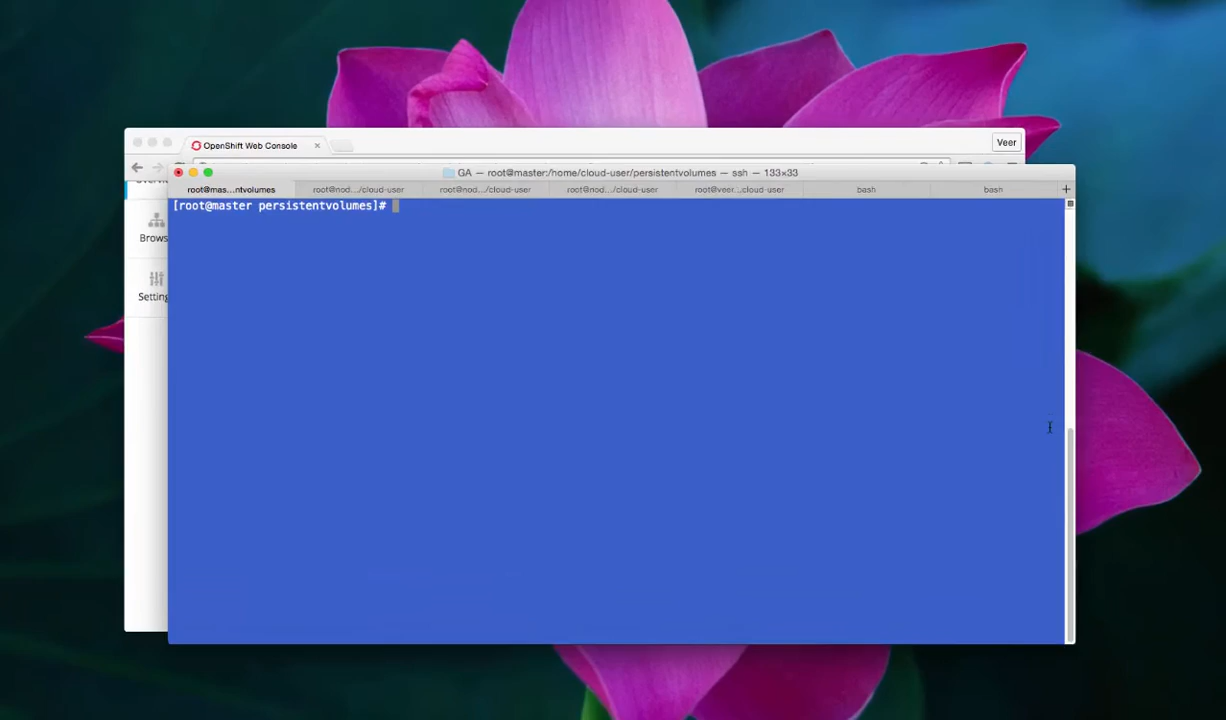 OpenShift Web Console
Veer
GA — root@master:/home/cloud-user/persistentvolumes — ssh — 133×33
root@mas...ntvolumes
root@nod.../cloud-user
root@nod.../cloud-user
root@nod.../cloud-user
root@veer...cloud-user
bash
bash
[root@master persistentvolumes]#
Brows
Setting